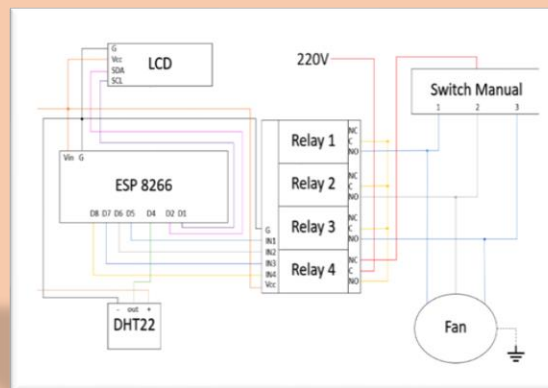 G
Vcc
SDA
SCL
LCD
220V
Switch Manual
1 2 3
Vin G
ESP 8266
D8 D7 D6 D5 D4 D2 D1
Relay 1
NC
C
NO
Relay 2
NC
C
NO
Relay 3
NC
C
NO
Relay 4
NC
C
NO
G
IN1
IN2
IN3
IN4
Vcc
- out +
DHT22
Fan